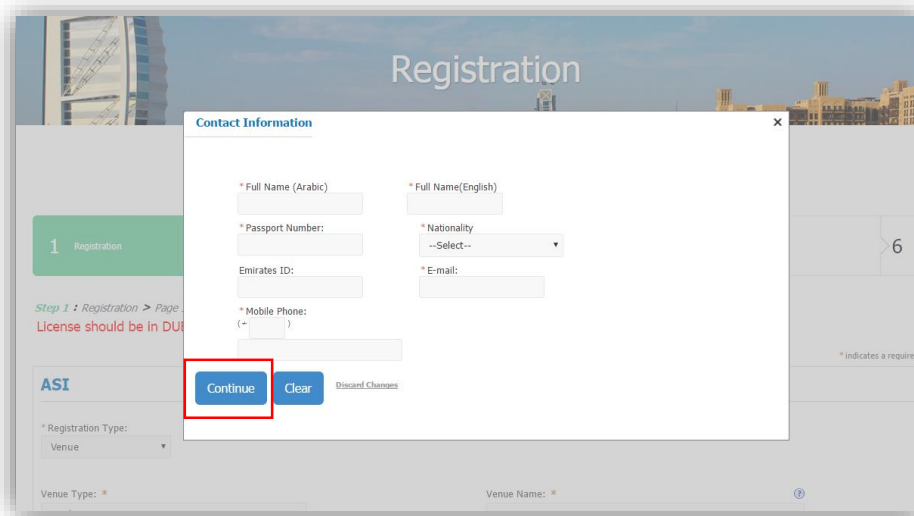 Registration
Contact Information
×
* Full Name (Arabic)
* Full Name(English)
* Passport Number:
* Nationality
--Select--
Emirates ID:
* E-mail:
* Mobile Phone:
(+ )
Continue
Clear
Discard Changes
1 Registration
6
Step 1 : Registration > Page
License should be in DU
* indicates a require
ASI
* Registration Type:
Venue
Venue Type: *
Venue Name: *
?